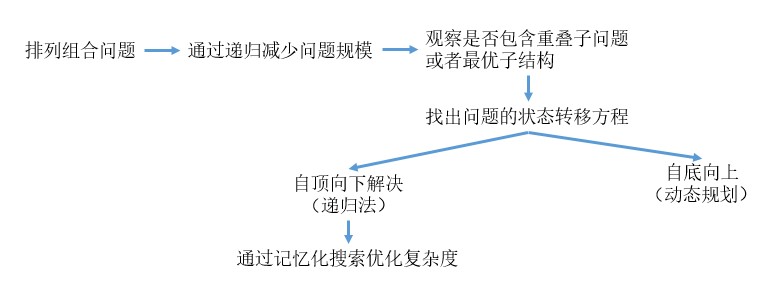 排列组合问题
通过递归减少问题规模
观察是否包含重叠子问题
或者最优子结构
找出问题的状态转移方程
自顶向下解决
（递归法）
自底向上
（动态规划）
通过记忆化搜索优化复杂度